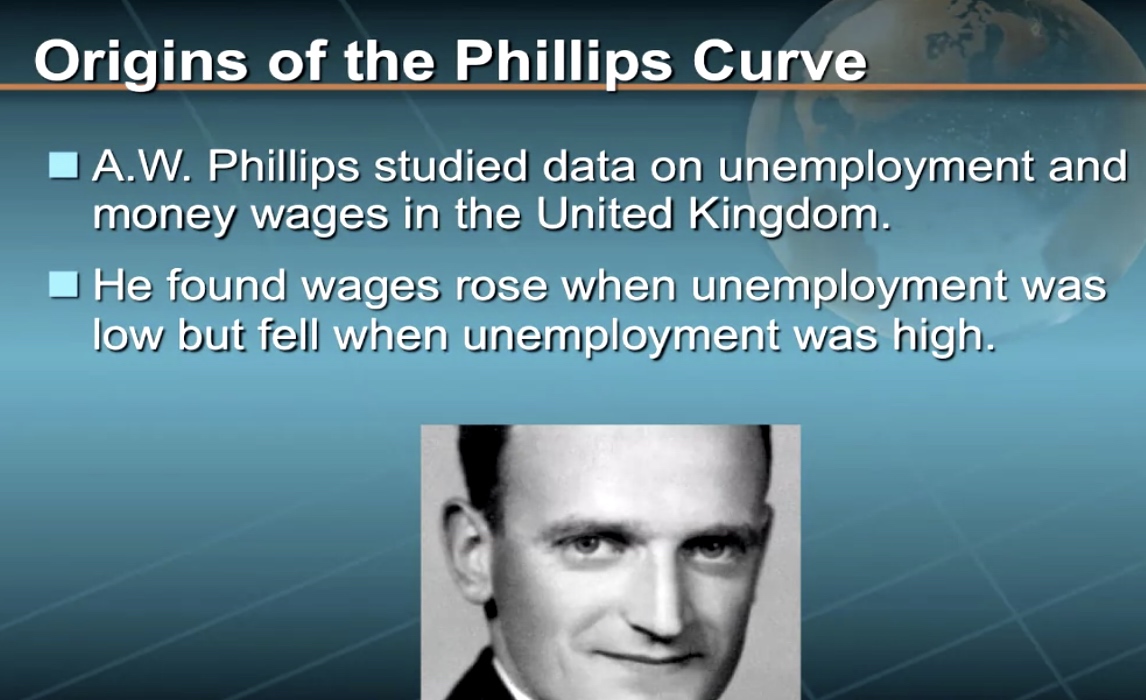 Origins of the Phillips Curve
A.W. Phillips studied data on unemployment and
money wages in the United Kingdom.
He found wages rose when unemployment was
low but fell when unemployment was high.